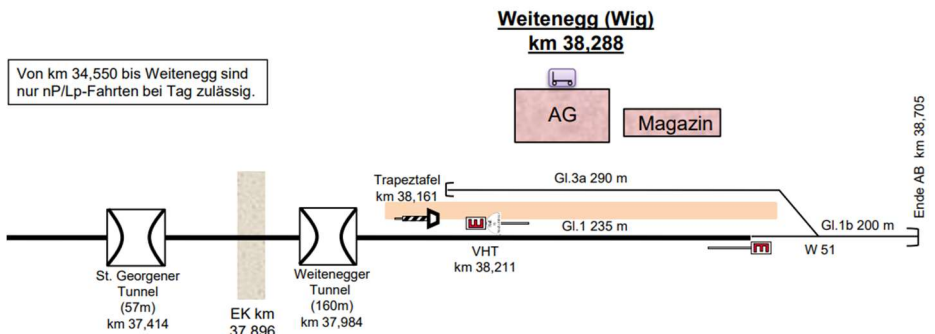 Weitenegg (Wig)
km 38,288
Von km 34,550 bis Weitenegg sind
nur nP/Lp-Fahrten bei Tag zulässig.
AG
Magazin
Ende AB km 38,705
Trapeztafel
km 38,161
Gl.3a 290 m
Gl.1 235 m
Gl.1b 200 m
W 51
VHT
km 38,211
St. Georgener
Tunnel
(57m)
km 37,414
EK km
37,896
Weitenegger
Tunnel
(160m)
km 37,984